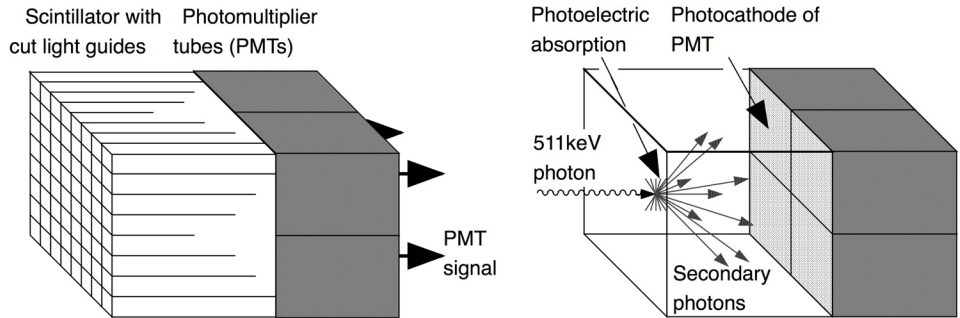 Scintillator with
cut light guides
Photomultiplier
tubes (PMTs)
PMT
signal
Photoelectric
absorption
Photocathode of
PMT
511keV
photon
Secondary
photons